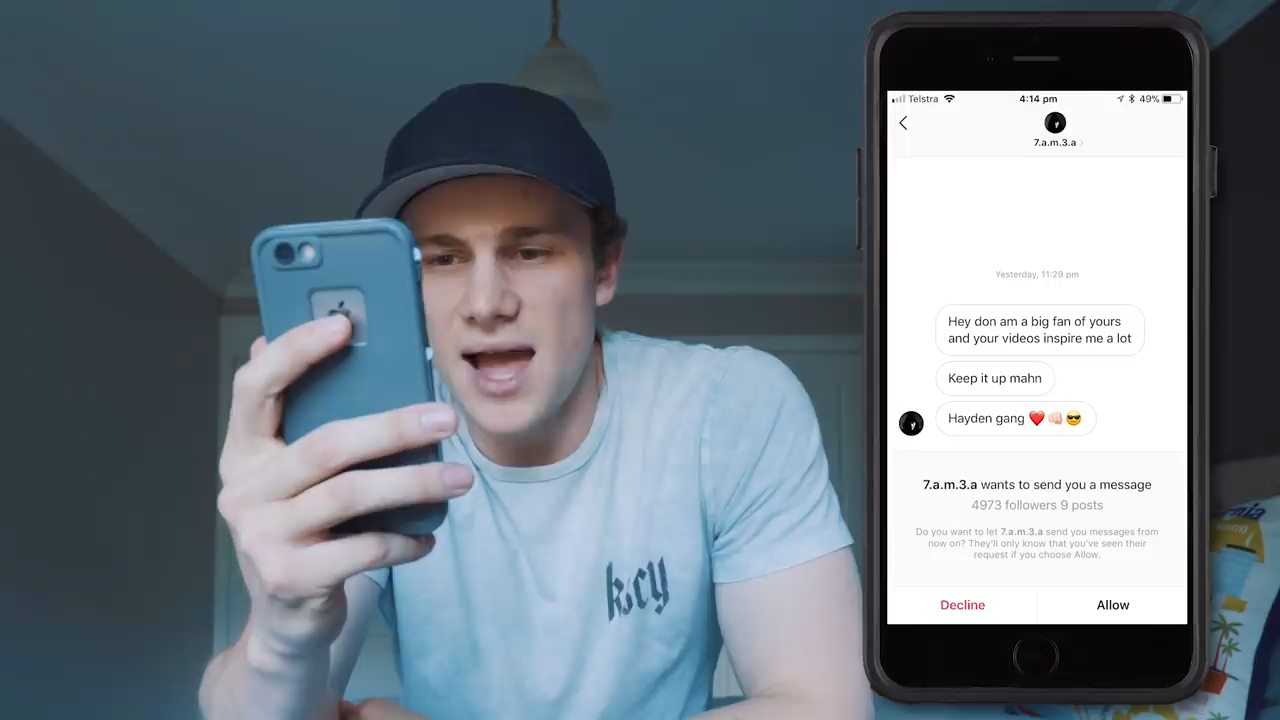 Telstra 4:14 pm 49%
7.a.m.3.a
Yesterday, 11:29 pm
Hey don am a big fan of yours
and your videos inspire me a lot
Keep it up mahn
Hayden gang ❤️👊🏻😎
7.a.m.3.a wants to send you a message
4973 followers 9 posts
Do you want to let 7.a.m.3.a send you messages from
now on? They'll only know that you've seen their
request if you choose Allow.
Decline Allow